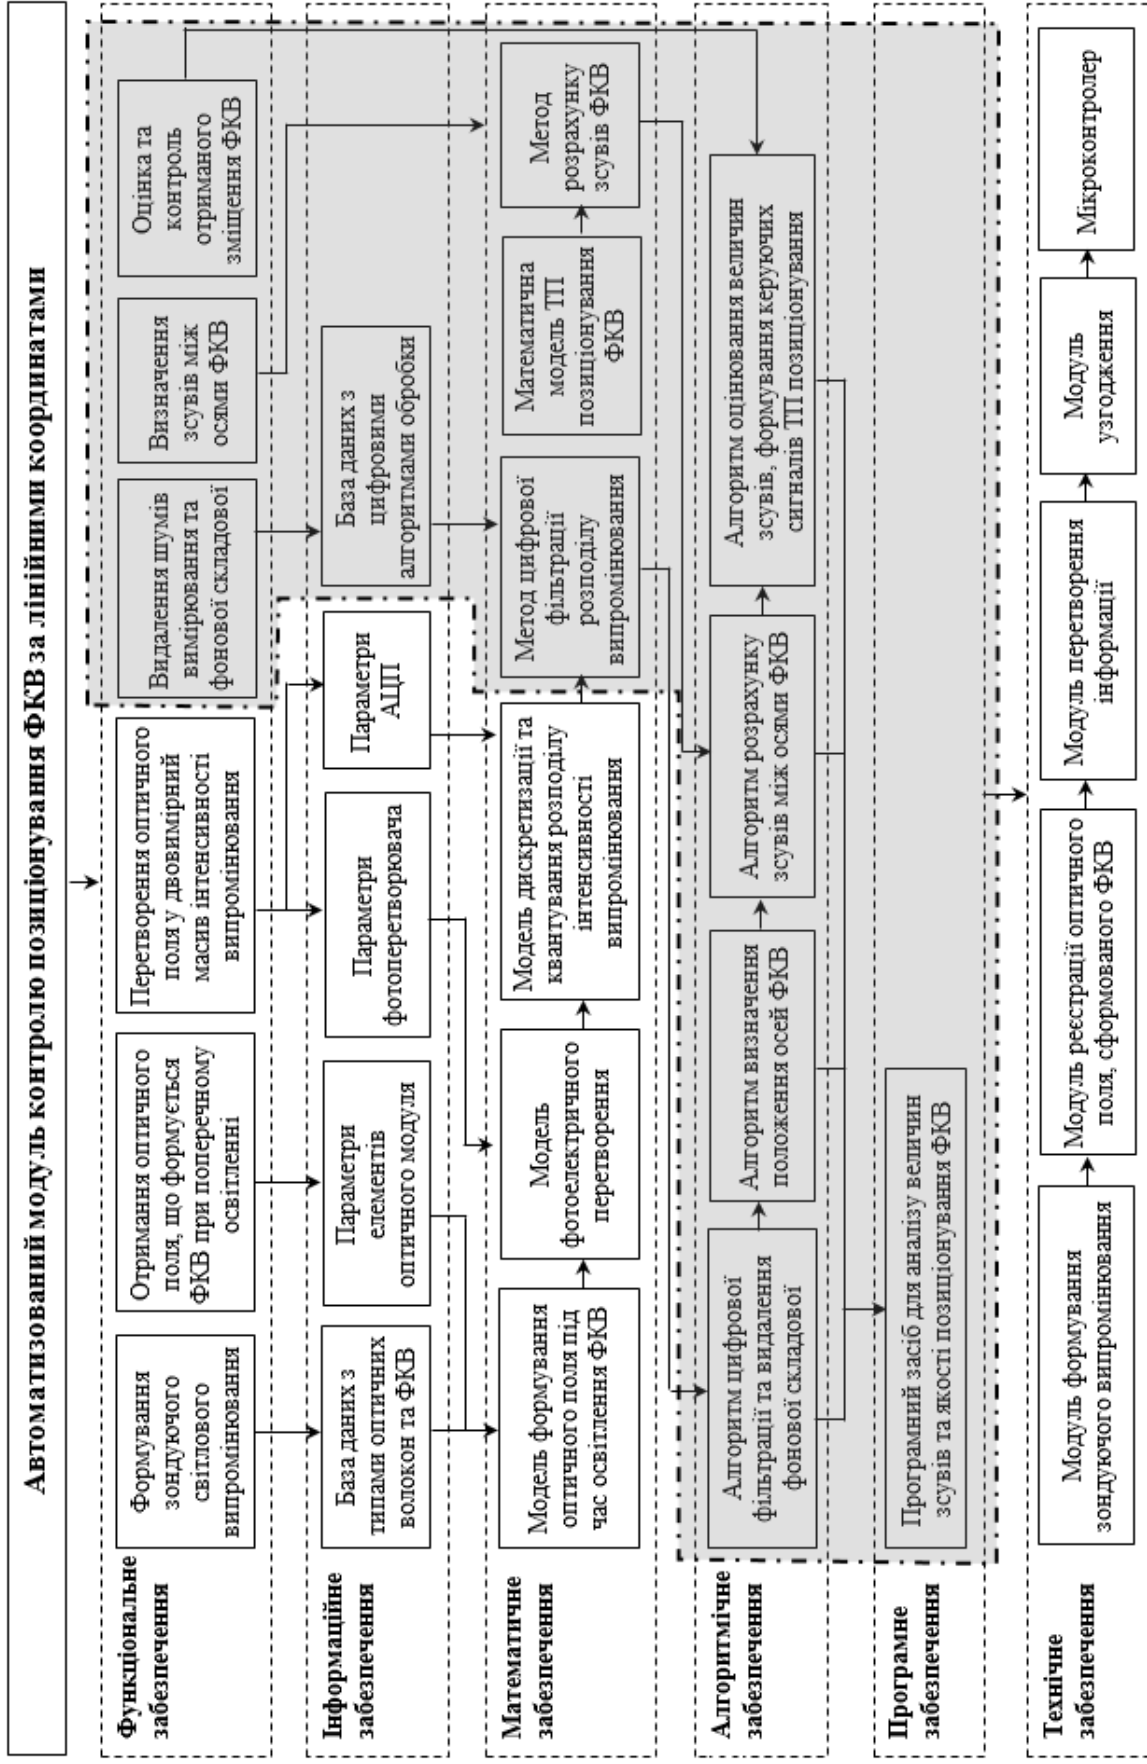 Автоматизований модуль контролю позиціонування ФКВ за лінійними координатами
Функціональне
забезпечення
Формування
зондуючого
світлового
випромінювання
Отримання оптичного
поля, що формується
ФКВ при поперечному
освітленні
Перетворення оптичного
поля у двовимірний
масив інтенсивності
випромінювання
Видалення шумів
вимірювання та
фонової складової
Визначення
зсувів між
осями ФКВ
Оцінка та
контроль
отриманого
зміщення ФКВ
Інформаційне
забезпечення
База даних з
типами оптичних
волокон та ФКВ
Параметри
елементів
оптичного модуля
Параметри
фотоперетворювача
Параметри
АЦП
База даних з
цифровими
алгоритмами обробки
Математичне
забезпечення
Модель формування
оптичного поля під
час освітлення ФКВ
Модель
фотоелектричного
перетворення
Модель дискретизації та
квантування розподілу
інтенсивності
випромінювання
Метод цифрової
фільтрації
розподілу
випромінювання
Математична
модель ТП
позиціонування
ФКВ
Метод
розрахунку
зсувів ФКВ
Алгоритмічне
забезпечення
Алгоритм цифрової
фільтрації та видалення
фонової складової
Алгоритм визначення
положення осей ФКВ
Алгоритм розрахунку
зсувів між осями ФКВ
Алгоритм оцінювання величин
зсувів, формування керуючих
сигналів ТП позиціонування
Програмне
забезпечення
Програмний засіб для аналізу величин
зсувів та якості позиціонування ФКВ
Технічне
забезпечення
Модуль формування
зондуючого випромінювання
Модуль реєстрації оптичного
поля, сформованого ФКВ
Модуль перетворення
інформації
Модуль
узгодження
Мікроконтролер